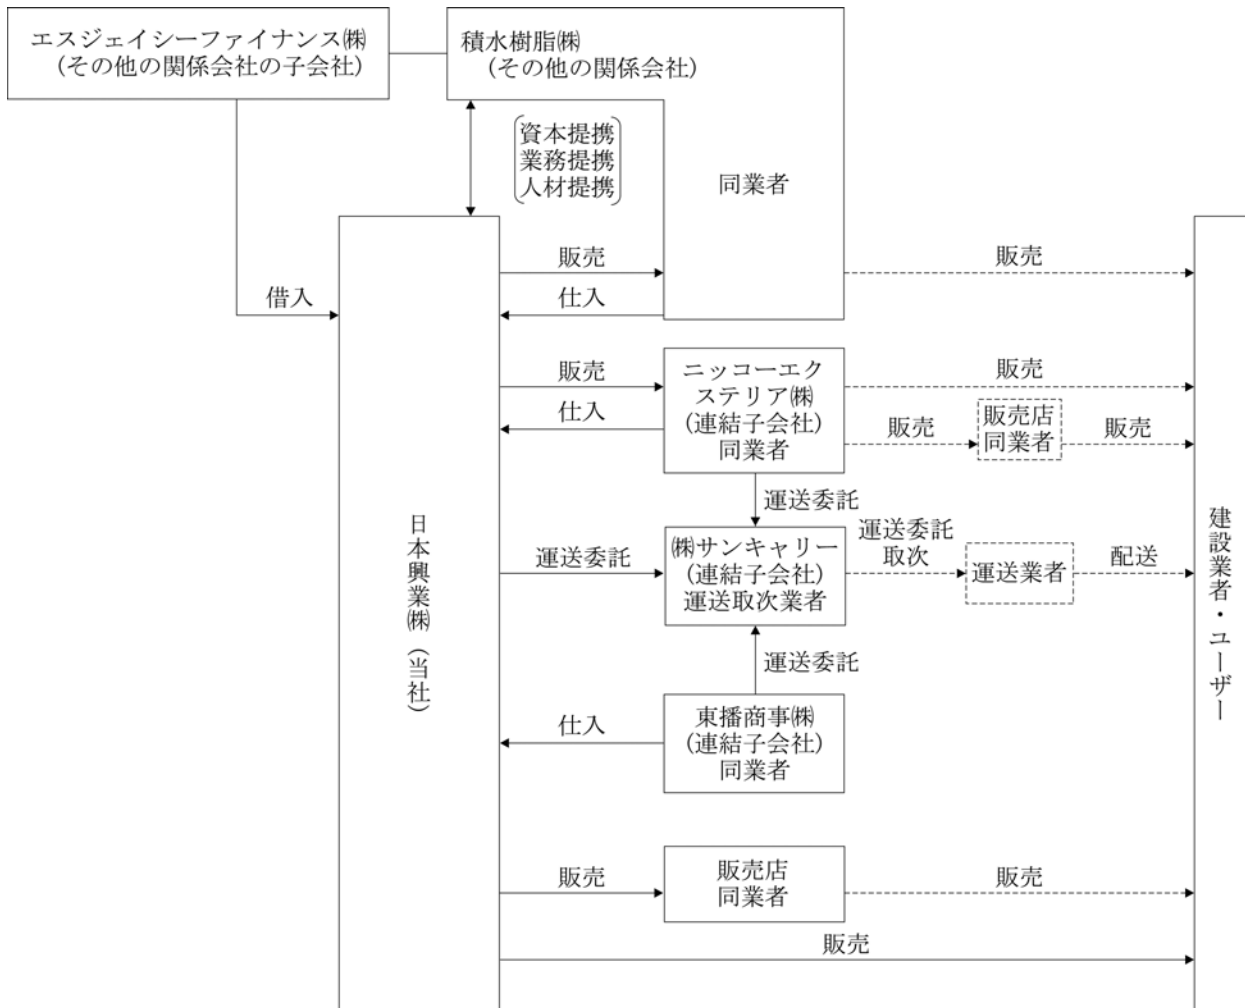 エスジェイシーファイナンス㈱
(その他の関係会社の子会社)
積水樹脂㈱
(その他の関係会社)
資本提携
業務提携
人材提携
同業者
販売
販売
借入
仕入
販売
ニッコーエク
ステリア㈱
(連結子会社)
同業者
販売
仕入
販売
販売店
同業者
販売
運送委託
日本興業㈱(当社)
運送委託
㈱サンキャリー
(連結子会社)
運送取次業者
運送委託
取次
運送業者
配送
建設業者・ユーザー
運送委託
仕入
東播商事㈱
(連結子会社)
同業者
販売
販売店
同業者
販売
販売